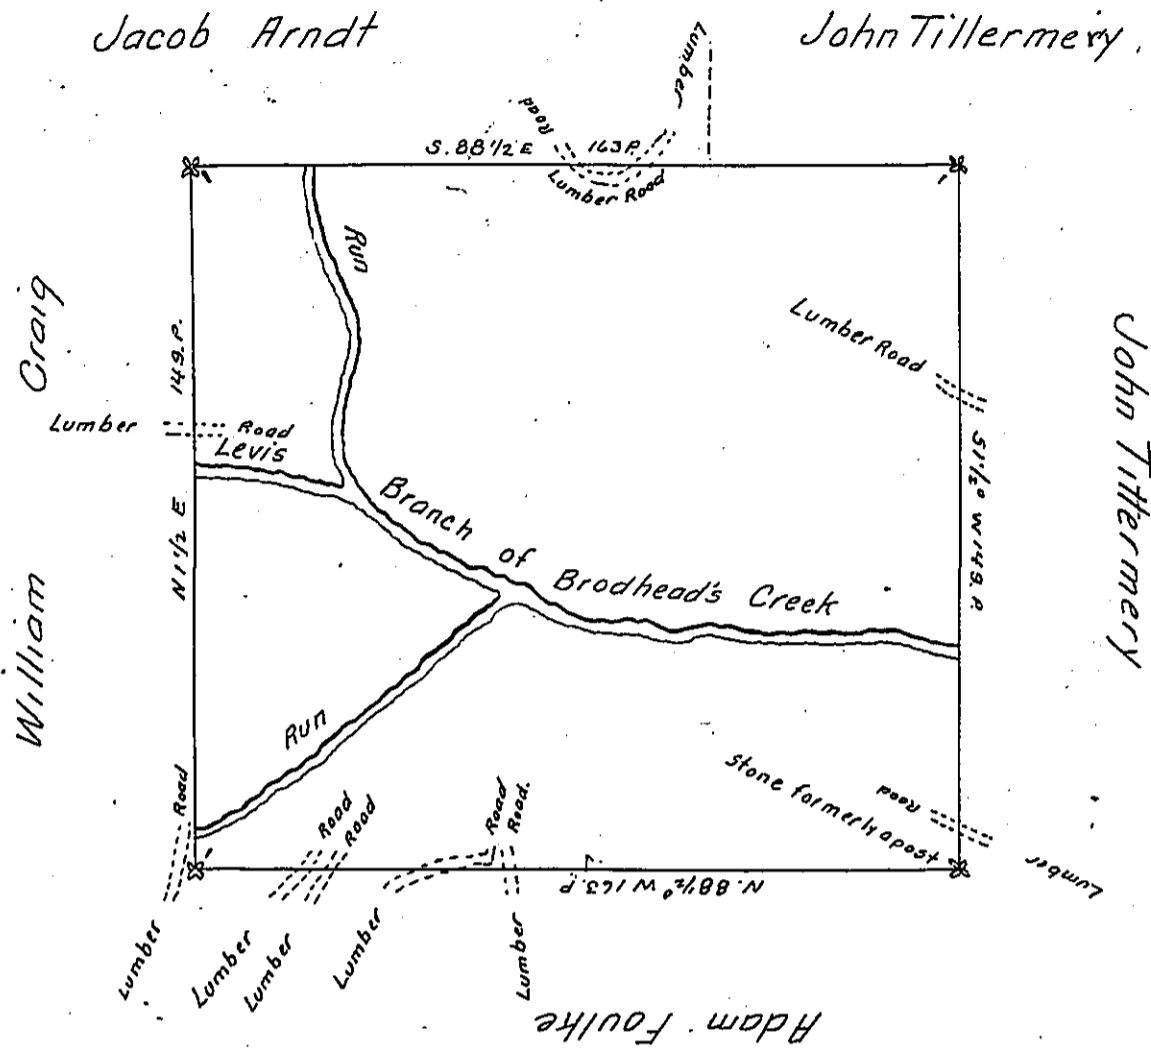 Jacob Arndt
John Tillermery.
Lumber
Road
S. 88 1/2 E 163 P.
Lumber Road
Run
Craig
William
149. P.
N 1 1/2 E
Lumber Road
Levis
Branch
of
Brodhead's Creek
Lumber Road
S 1 1/2° W 149. P.
John Tittermery
Run
Road
Road
Road
Road
Road.
Stone formerly a post
Road
Lumber
N. 88 1/2° W 163. P
Lumber
Lumber
Lumber
Lumber
Lumber
Adam Foulke